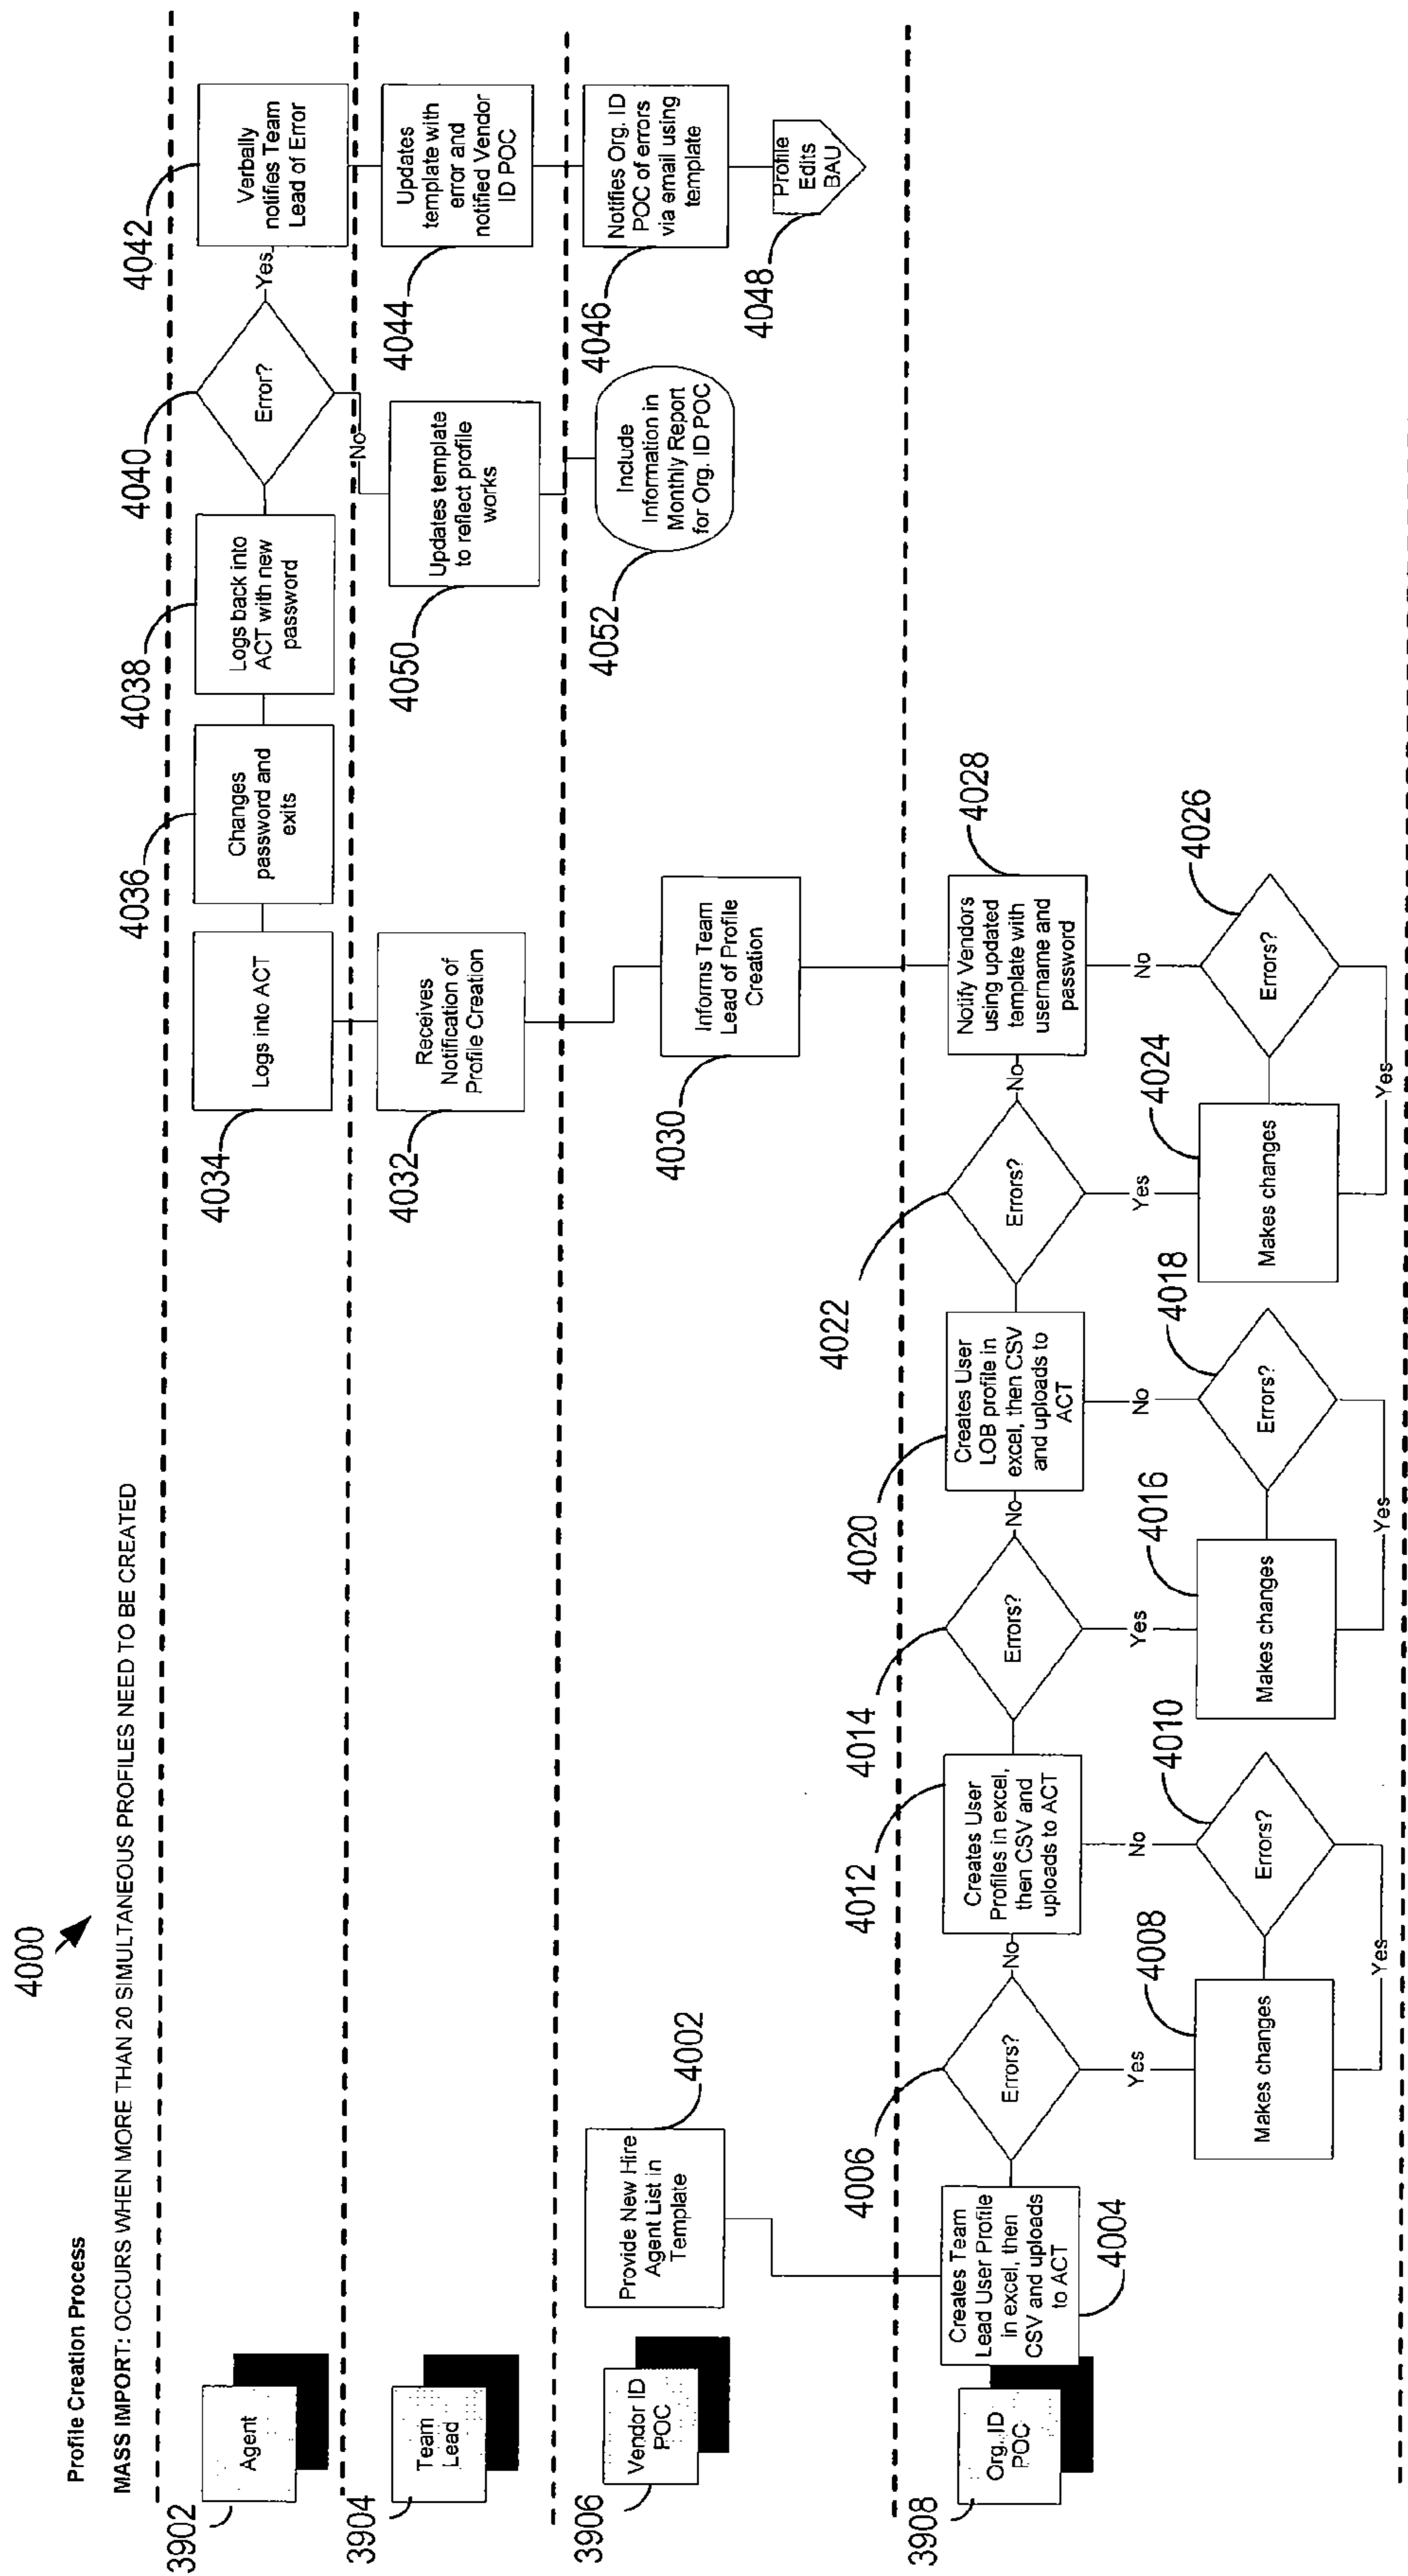 4000
Profile Creation Process
MASS IMPORT: OCCURS WHEN MORE THAN 20 SIMULTANEOUS PROFILES NEED TO BE CREATED
3902
Agent
4034
Logs into ACT
4036
Changes
password and
exits
4038
Logs back into
ACT with new
password
4040
Error?
Yes
No
4042
Verbally
notifies Team
Lead of Error
3904
Team
Lead
4032
Receives
Notification of
Profile Creation
4050
Updates template
to reflect profile
works
4044
Updates
template with
error and
notified Vendor
ID POC
3906
Vendor ID
POC
4002
Provide New Hire
Agent List in
Template
4030
Informs Team
Lead of Profile
Creation
4052
Include
Information in
Monthly Report
for Org. ID POC
4046
Notifies Org. ID
POC of errors
via email using
template
4048
Profile
Edits
BAU
3908
Org. ID
POC
4004
Creates Team
Lead User Profile
in excel, then
CSV and uploads
to ACT
4006
Errors?
No
Yes
4008
Makes changes
4010
Errors?
No
Yes
4012
Creates User
Profiles in excel,
then CSV and
uploads to ACT
4014
Errors?
No
Yes
4016
Makes changes
4018
Errors?
No
Yes
4020
Creates User
LOB profile in
excel, then CSV
and uploads to
ACT
4022
Errors?
No
Yes
4024
Makes changes
4026
Errors?
No
Yes
4028
Notify Vendors
using updated
template with
username and
password